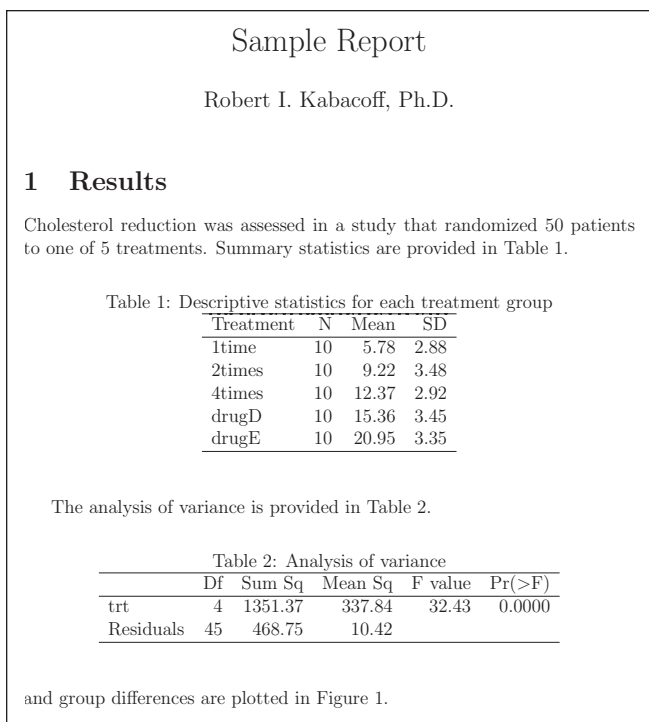 Sample Report
Robert I. Kabacoff, Ph.D.
1 Results
Cholesterol reduction was assessed in a study that randomized 50 patients
to one of 5 treatments. Summary statistics are provided in Table 1.
Table 1: Descriptive statistics for each treatment group
Treatment N Mean SD
1time 10 5.78 2.88
2times 10 9.22 3.48
4times 10 12.37 2.92
drugD 10 15.36 3.45
drugE 10 20.95 3.35
The analysis of variance is provided in Table 2.
Table 2: Analysis of variance
Df Sum Sq Mean Sq F value Pr(>F)
trt 4 1351.37 337.84 32.43 0.0000
Residuals 45 468.75 10.42
and group differences are plotted in Figure 1.